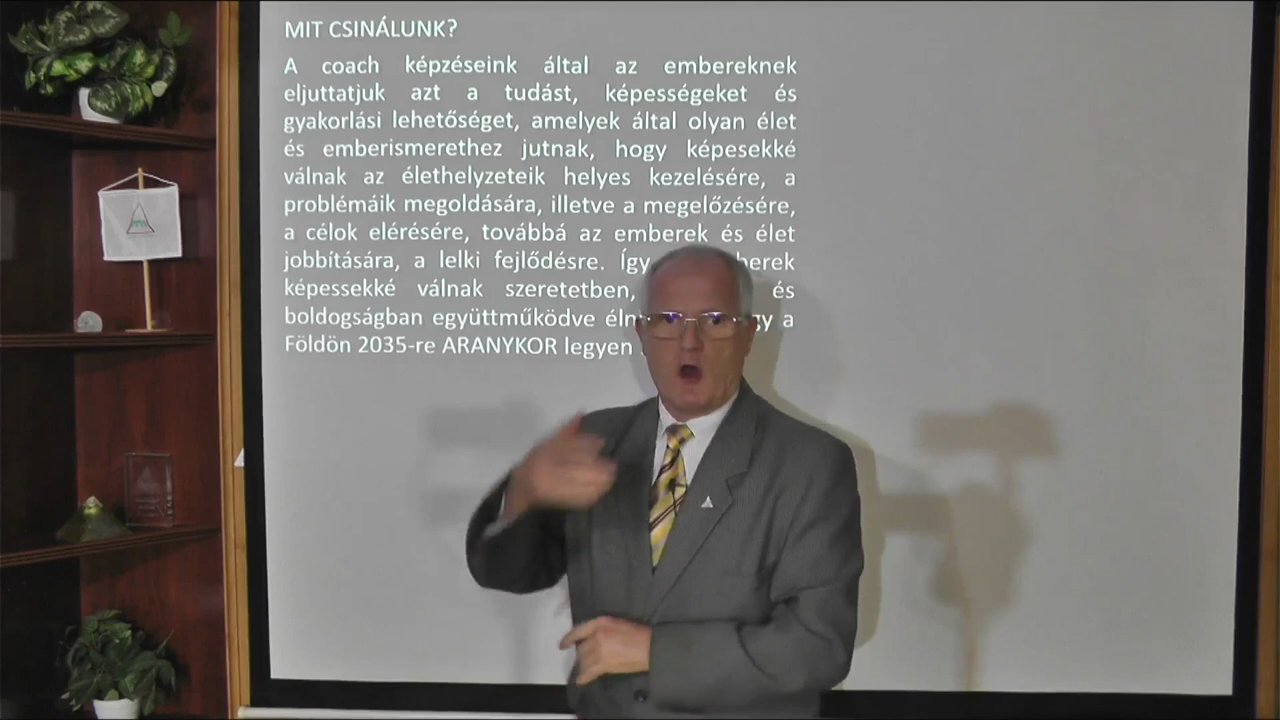 MIT CSINÁLUNK?
A coach képzéseink által az embereknek
eljuttatjuk azt a tudást, képességeket és
gyakorlási lehetőséget, amelyek által olyan élet
és emberismerethez jutnak, hogy képesekké
válnak az élethelyzeteik helyes kezelésére, a
problémáik megoldására, illetve a megelőzésére,
a célok elérésére, továbbá az emberek és élet
jobbítására, a lelki fejlődésre. Így
képessekké válnak szeretetben, és
boldogságban együttműködve a
Földön 2035-re ARANYKOR legyen